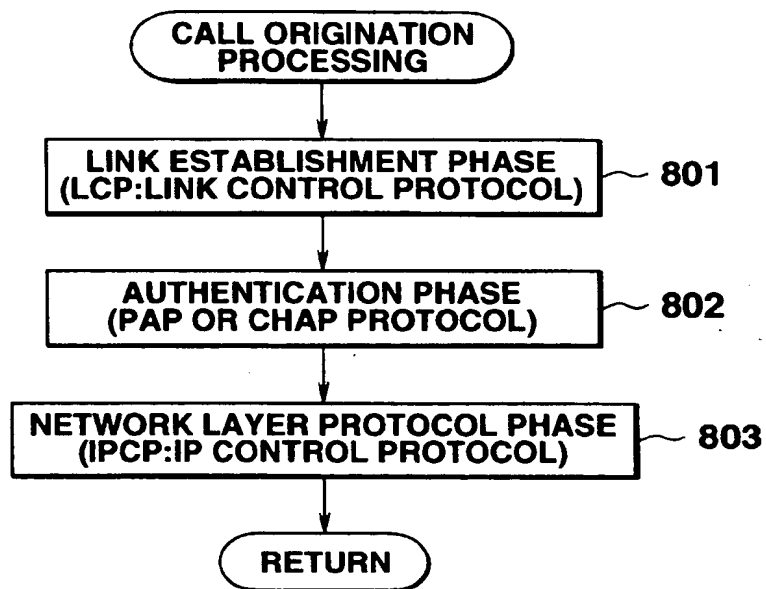 CALL ORIGINATION
PROCESSING
LINK ESTABLISHMENT PHASE
(LCP:LINK CONTROL PROTOCOL)
801
AUTHENTICATION PHASE
(PAP OR CHAP PROTOCOL)
802
NETWORK LAYER PROTOCOL PHASE
(IPCP:IP CONTROL PROTOCOL)
803
RETURN